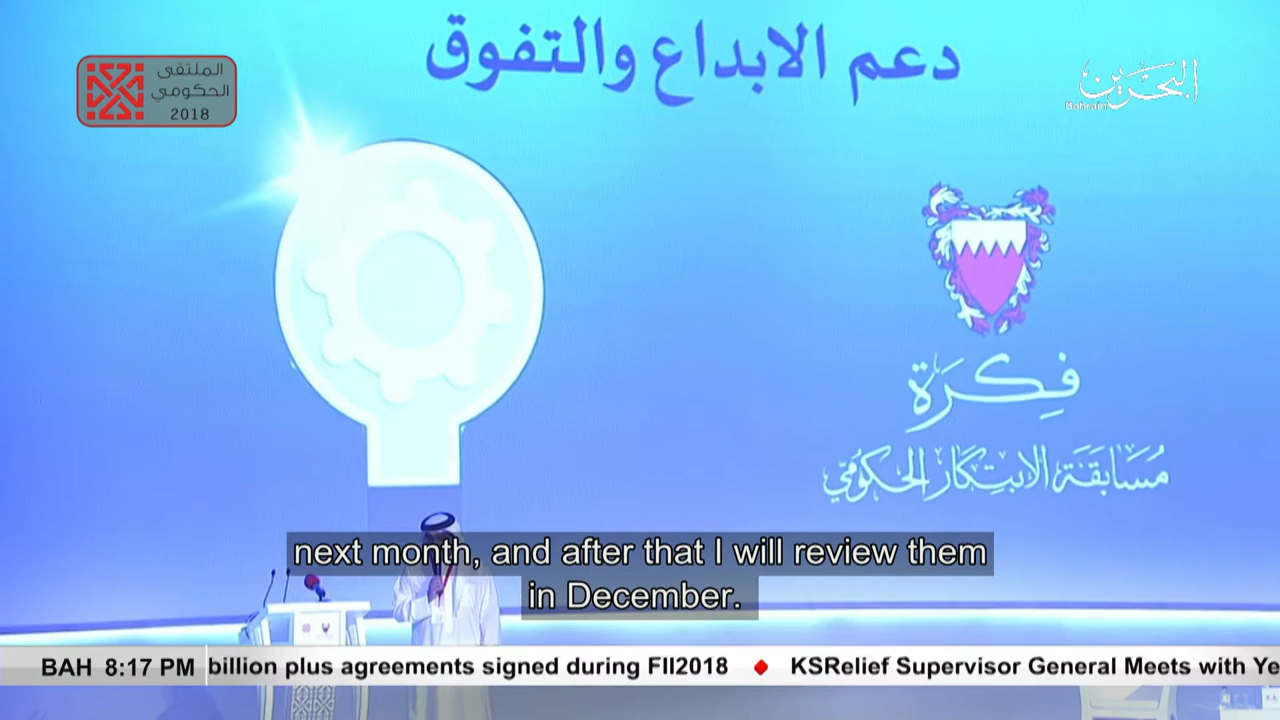 دعم الابداع والتفوق
الملتقى
الحكومي
2018
البحرين
Bahrain
فكرة
مسابقة الابتكار الحكومي
next month, and after that I will review them
in December.
BAH 8:17 PM
billion plus agreements signed during FII2018 ♦ KSRelief Supervisor General Meets with Ye